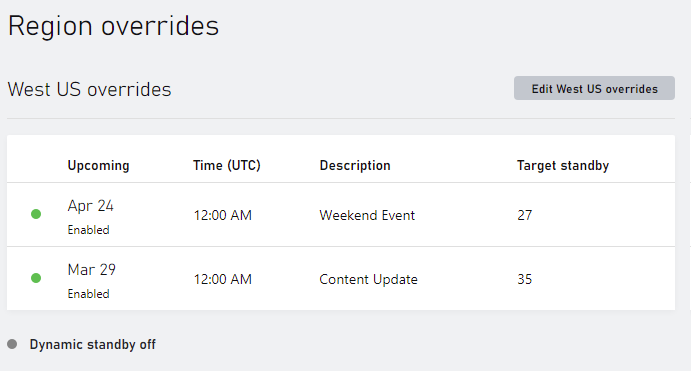 Region overrides
West US overrides
Edit West US overrides
Upcoming Time (UTC) Description Target standby
Apr 24
Enabled
12:00 AM Weekend Event 27
Mar 29
Enabled
12:00 AM Content Update 35
Dynamic standby off